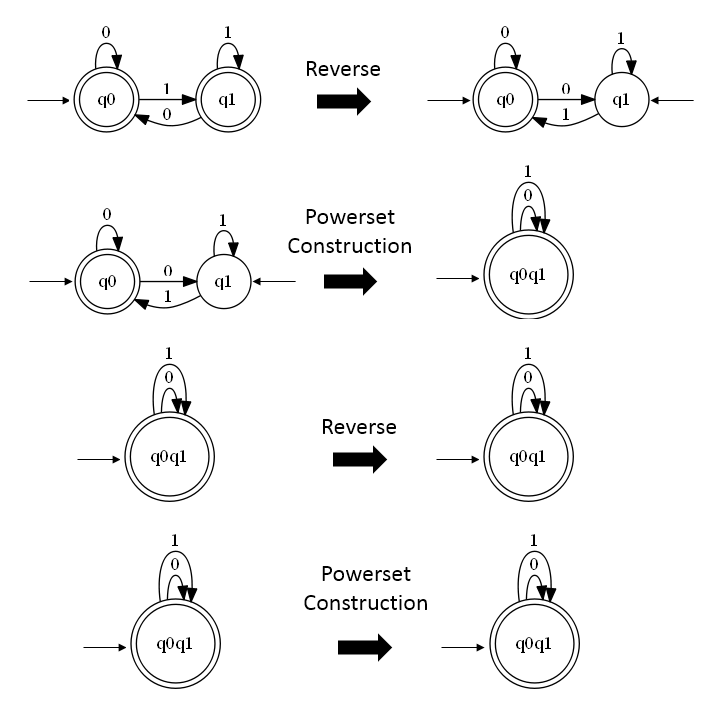 0 1 Reverse 0 1
q0 1 q1 q0 0 q1
0 1
1
0 1 Powerset 0
Construction
q0 0 q1 q0q1
1
1 1
0 0
Reverse
q0q1 q0q1
1 1
0 Powerset 0
Construction
q0q1 q0q1